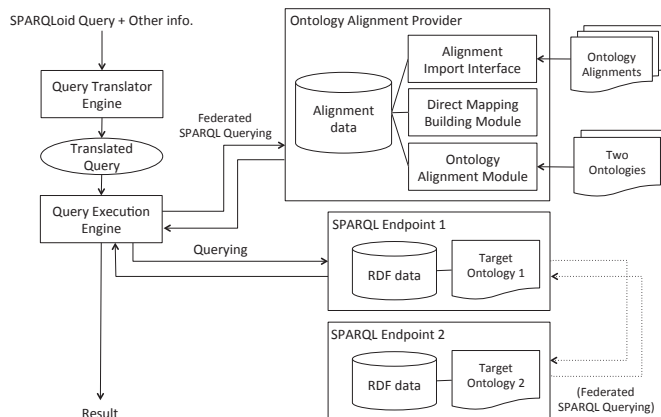 SPARQLoid Query + Other info.
Query Translator
Engine
Translated
Query
Query Execution
Engine
Result
Federated
SPARQL Querying
Querying
Ontology Alignment Provider
Alignment
data
Alignment
Import Interface
Direct Mapping
Building Module
Ontology
Alignment Module
Ontology
Alignments
Two
Ontologies
SPARQL Endpoint 1
RDF data
Target
Ontology 1
SPARQL Endpoint 2
RDF data
Target
Ontology 2
(Federated
SPARQL Querying)